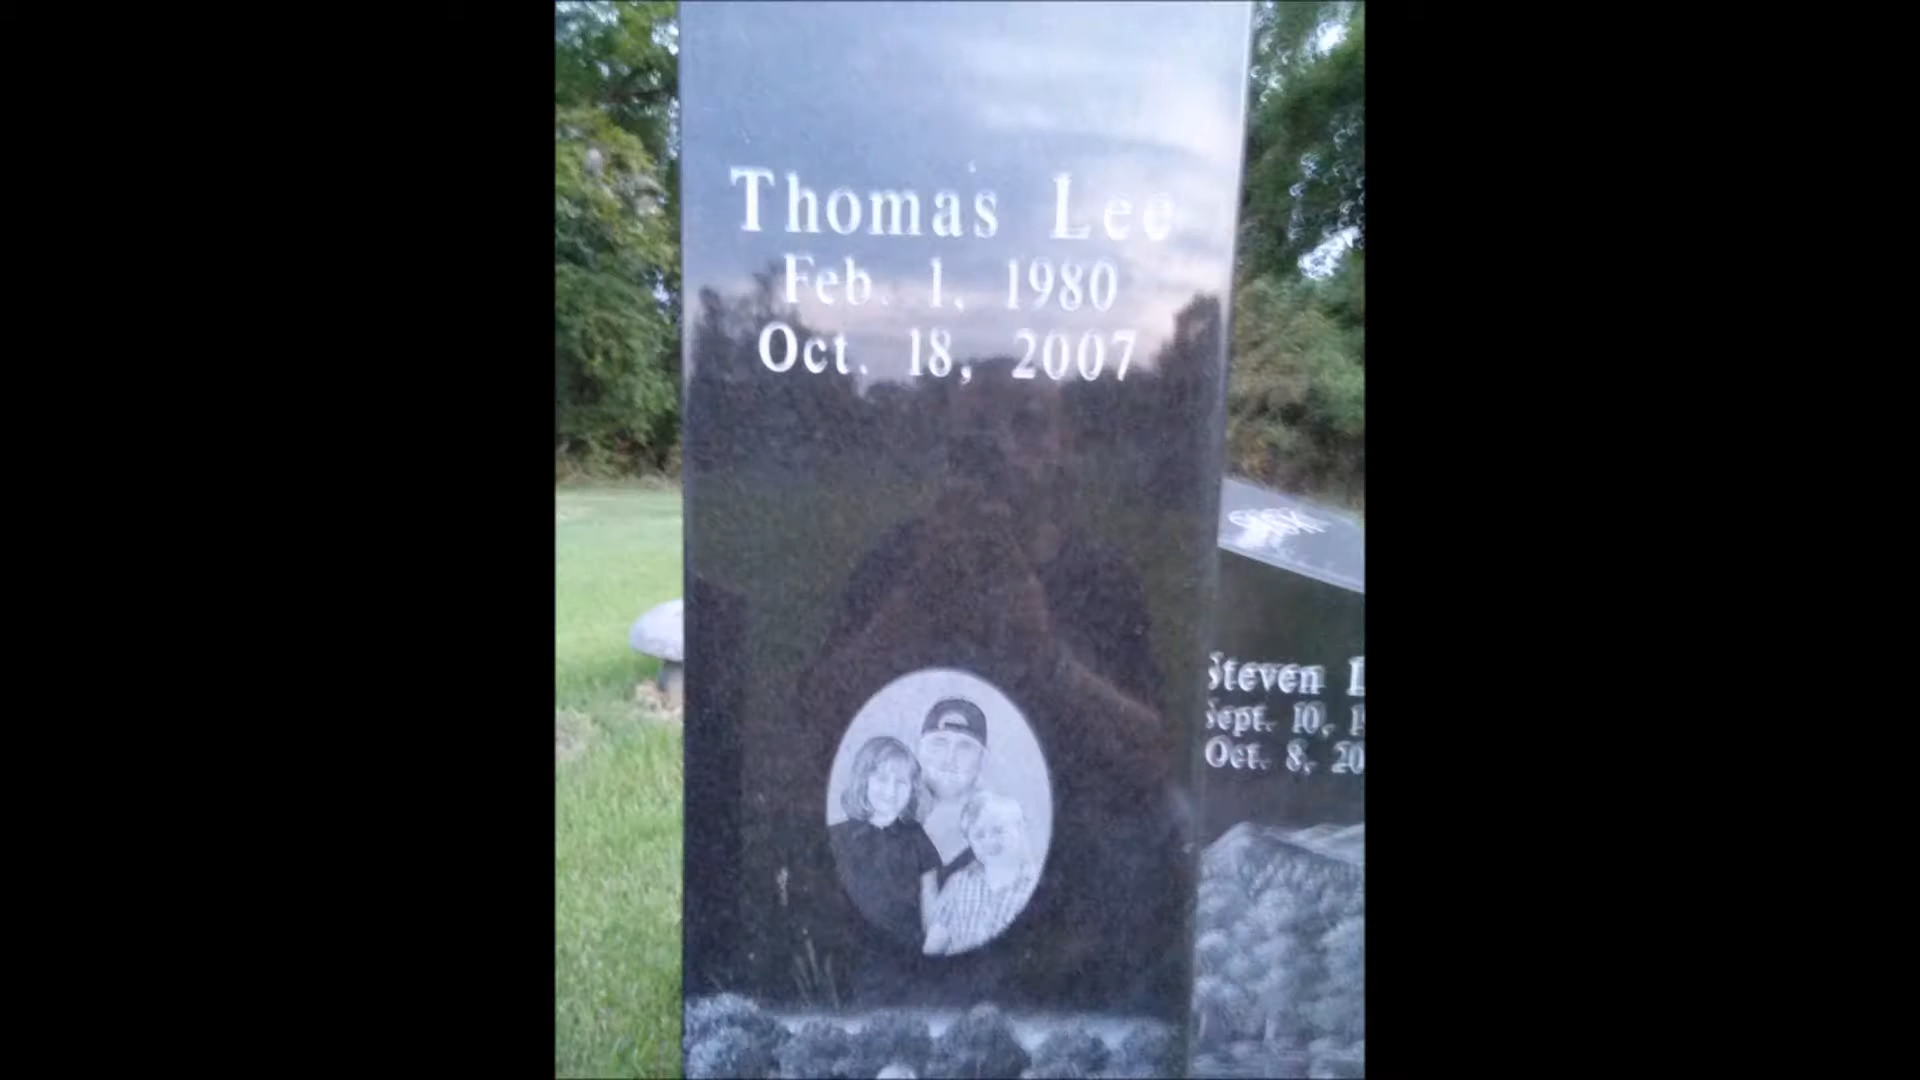 Thomas Lee
Feb. 1, 1980
Oct. 18, 2007
Steven
Sept. 10,
Oct. 8,